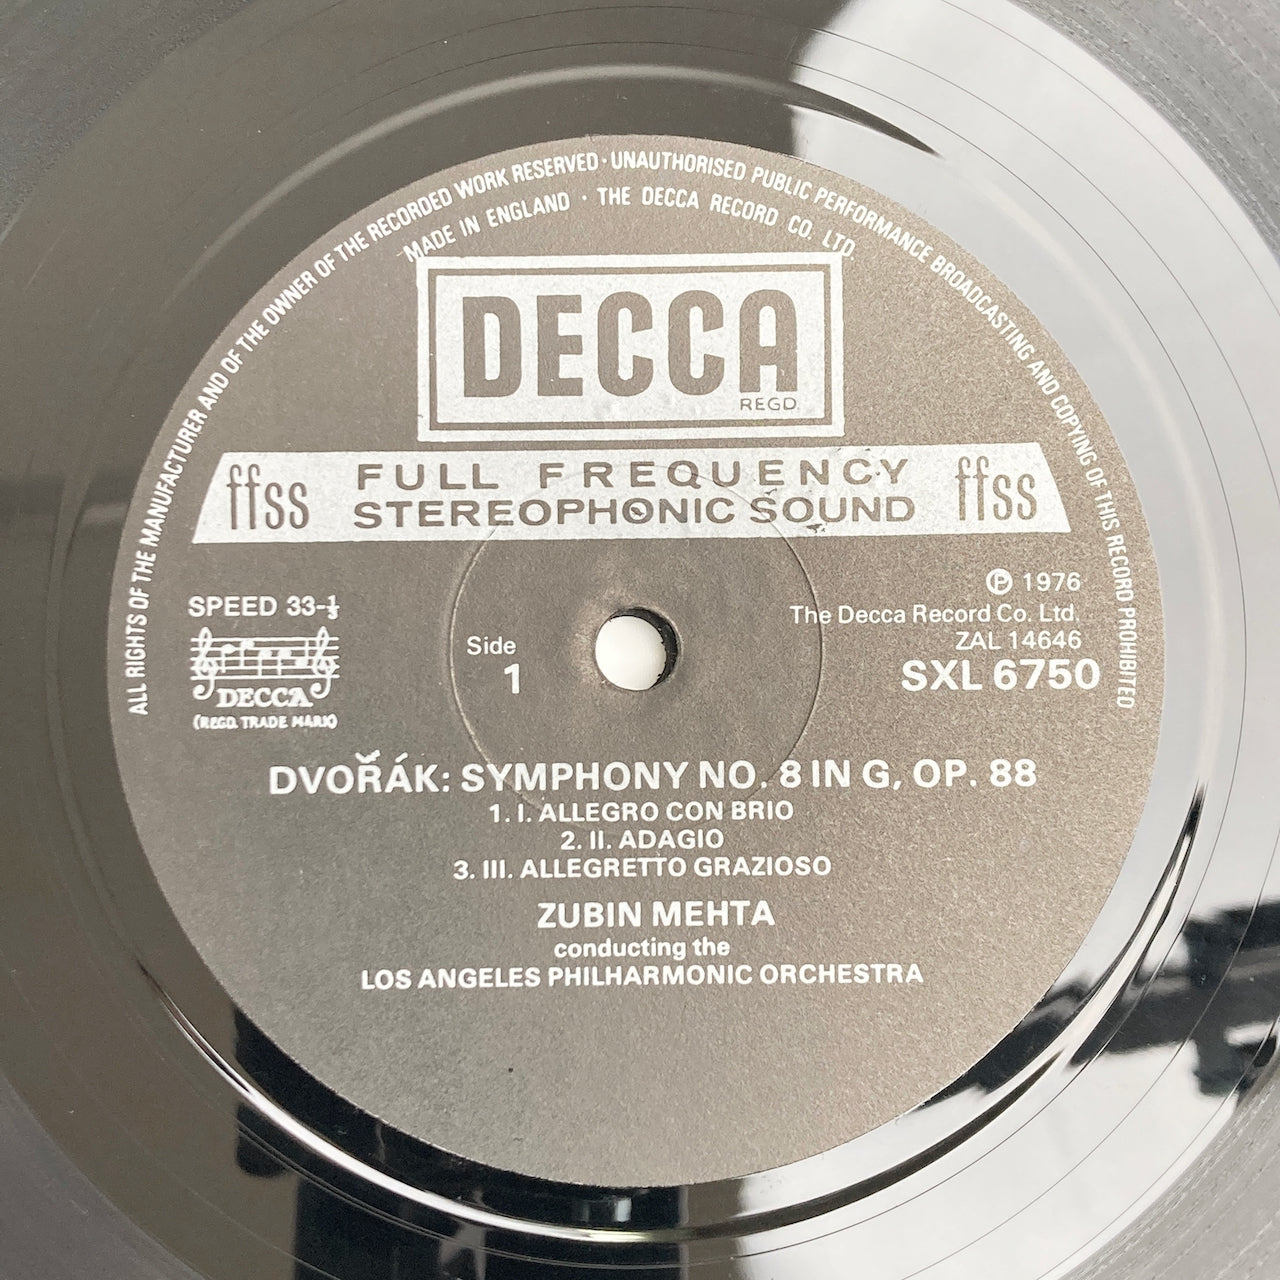 ALL RIGHTS OF THE MANUFACTURER AND OF THE OWNER OF THE RECORDED WORK RESERVED · UNAUTHORISED PUBLIC PERFORMANCE BROADCASTING AND COPYING OF THIS RECORD PROHIBITED
MADE IN ENGLAND · THE DECCA RECORD CO. LTD.
DECCA
REGD.
ffss FULL FREQUENCY STEREOPHONIC SOUND ffss
SPEED 33-⅓
DECCA
(REGD. TRADE MARK)
Side
1
Ⓟ 1976
The Decca Record Co. Ltd.
ZAL 14646
SXL 6750
DVOŘÁK: SYMPHONY NO. 8 IN G, OP. 88
1. I. ALLEGRO CON BRIO
2. II. ADAGIO
3. III. ALLEGRETTO GRAZIOSO
ZUBIN MEHTA
conducting the
LOS ANGELES PHILHARMONIC ORCHESTRA